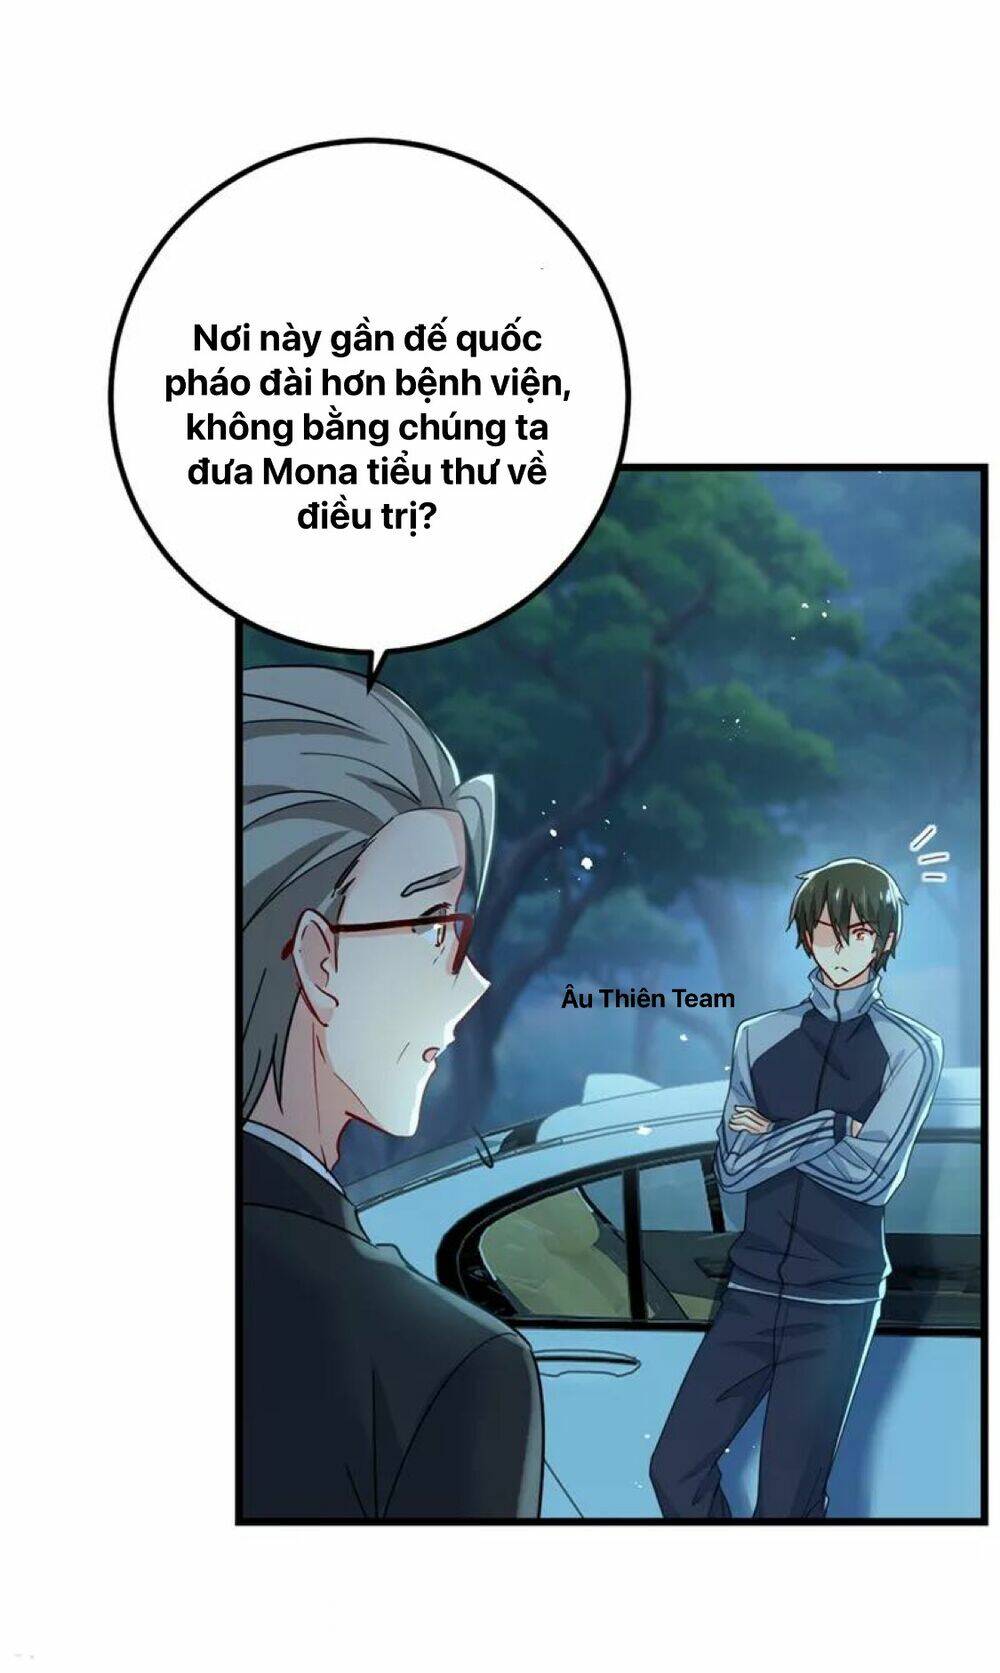 Nơi này gần đế quốc
pháo đài hơn bệnh viện,
không bằng chúng ta
đưa Mona tiểu thư về
điều trị?
Âu Thiên Team